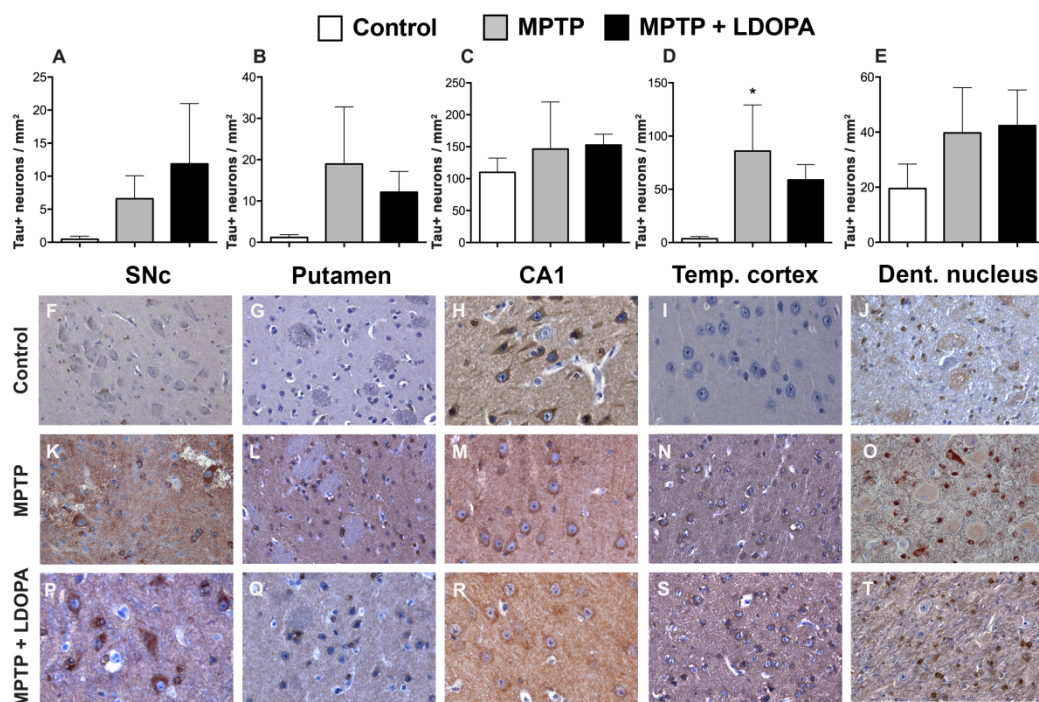 Control MPTP MPTP + LDOPA
A B C D E
Tau+ neurons / mm²
25
20
15
10
5
0
Tau+ neurons / mm²
40
30
20
10
0
Tau+ neurons / mm²
250
200
150
100
50
0
Tau+ neurons / mm²
150
100
50
0
*
Tau+ neurons / mm²
60
40
20
0
SNc Putamen CA1 Temp. cortex Dent. nucleus
Control
F G H I J
MPTP
K L M N O
MPTP + LDOPA
P Q R S T